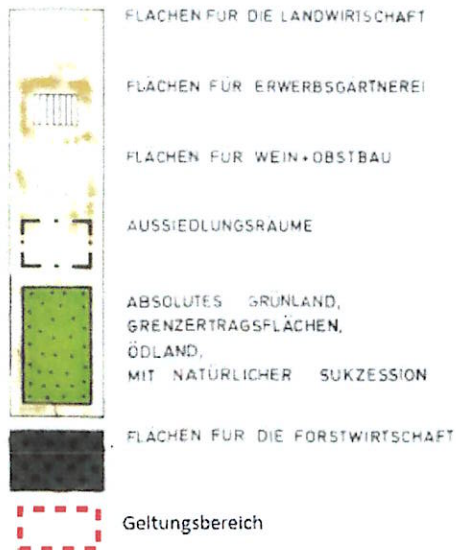 FLÄCHEN FÜR DIE LANDWIRTSCHAFT
FLÄCHEN FÜR ERWERBSGÄRTNEREI
FLÄCHEN FÜR WEIN+OBSTBAU
AUSSIEDLUNGSRÄUME
ABSOLUTES GRÜNLAND,
GRENZERTRAGSFLÄCHEN,
ÖDLAND,
MIT NATÜRLICHER SUKZESSION
FLÄCHEN FÜR DIE FORSTWIRTSCHAFT
Geltungsbereich